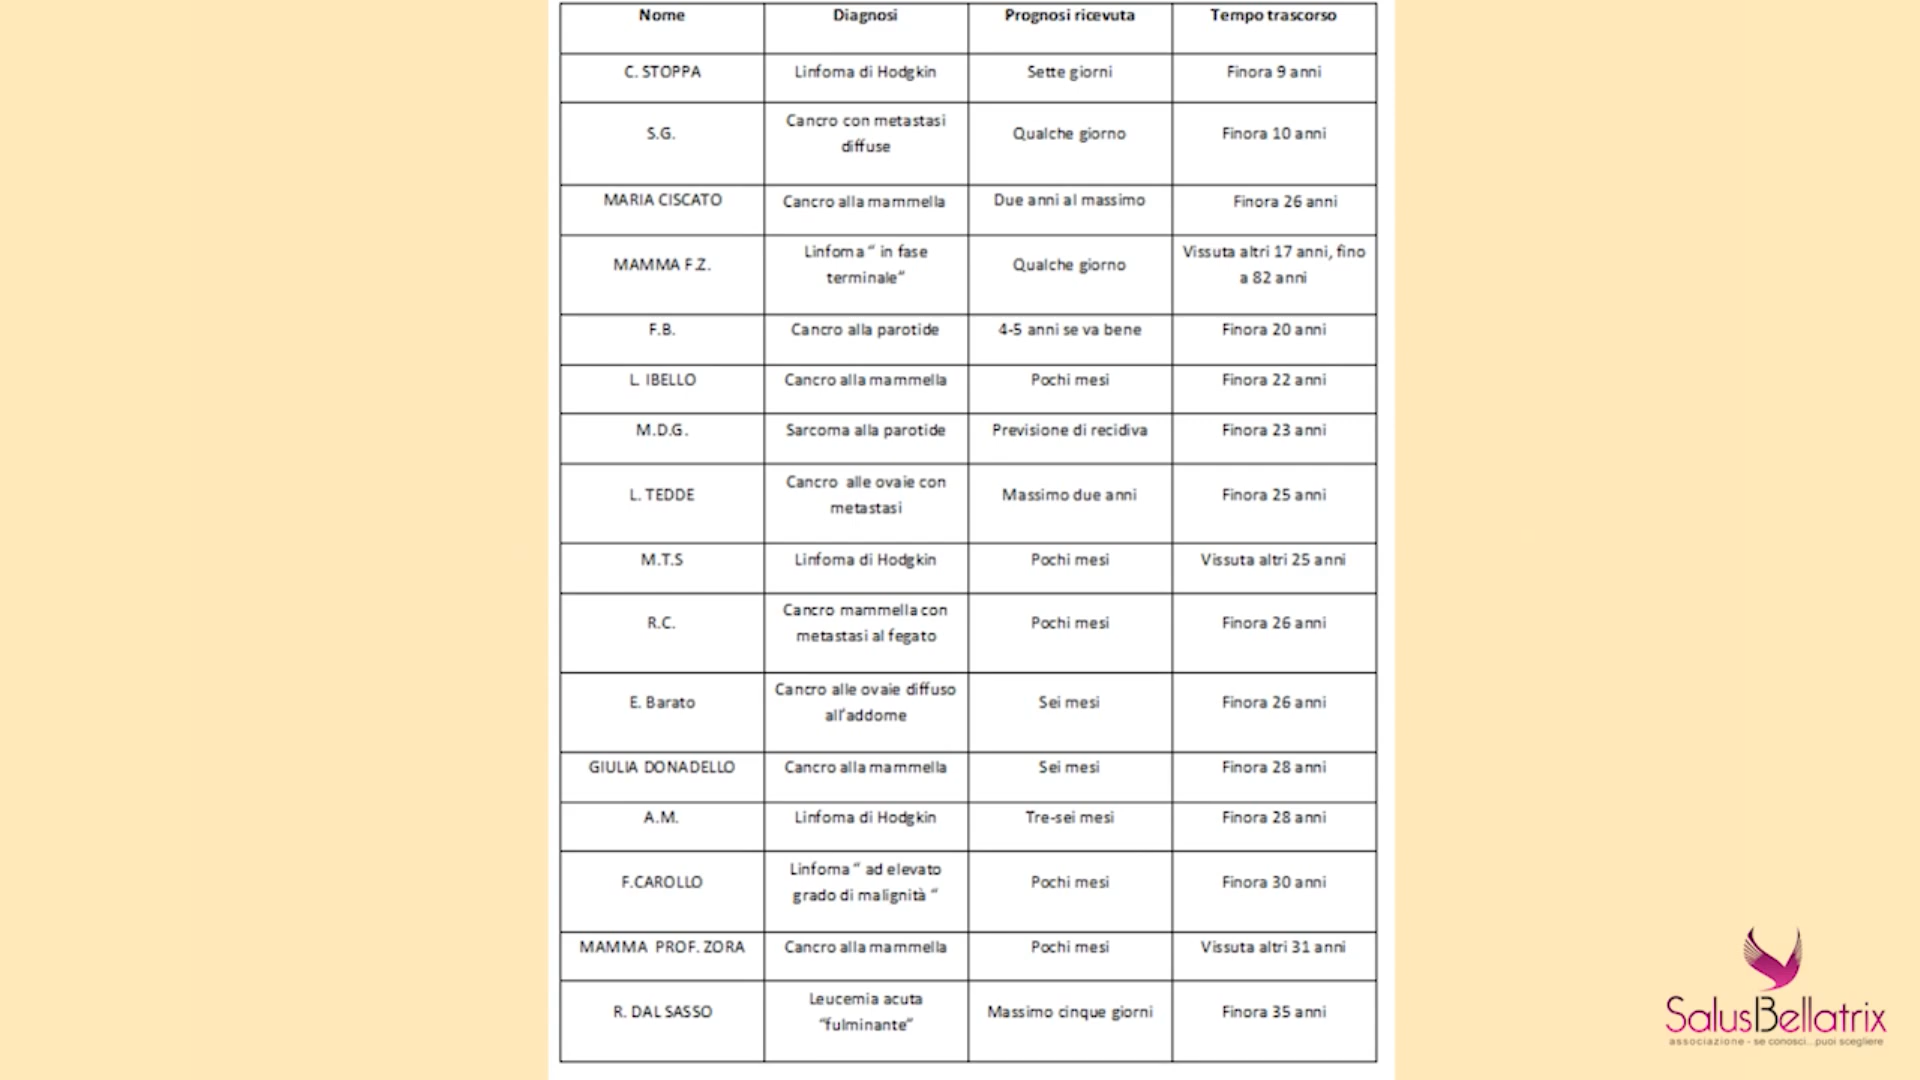 Nome Diagnosi Prognosi ricevuta Tempo trascorso
C. STOPPA Linfoma di Hodgkin Sette giorni Finora 9 anni
S.G. Cancro con metastasi diffuse Qualche giorno Finora 10 anni
MARIA CISCATO Cancro alla mammella Due anni al massimo Finora 26 anni
MAMMA F.Z. Linfoma “ in fase terminale” Qualche giorno Vissuta altri 17 anni, fino a 82 anni
F.B. Cancro alla parotide 4-5 anni se va bene Finora 20 anni
L. IBELLO Cancro alla mammella Pochi mesi Finora 22 anni
M.D.G. Sarcoma alla parotide Previsione di recidiva Finora 23 anni
L. TEDDE Cancro alle ovaie con metastasi Massimo due anni Finora 25 anni
M.T.S Linfoma di Hodgkin Pochi mesi Vissuta altri 25 anni
R.C. Cancro mammella con metastasi al fegato Pochi mesi Finora 26 anni
E. Barato Cancro alle ovaie diffuso all'addome Sei mesi Finora 26 anni
GIULIA DONADELLO Cancro alla mammella Sei mesi Finora 28 anni
A.M. Linfoma di Hodgkin Tre-sei mesi Finora 28 anni
F.CAROLLO Linfoma “ ad elevato grado di malignità “ Pochi mesi Finora 30 anni
MAMMA PROF. ZORA Cancro alla mammella Pochi mesi Vissuta altri 31 anni
R. DAL SASSO Leucemia acuta “fulminante” Massimo cinque giorni Finora 35 anni
SalusBellatrix
associazione - se conosci...puoi scegliere